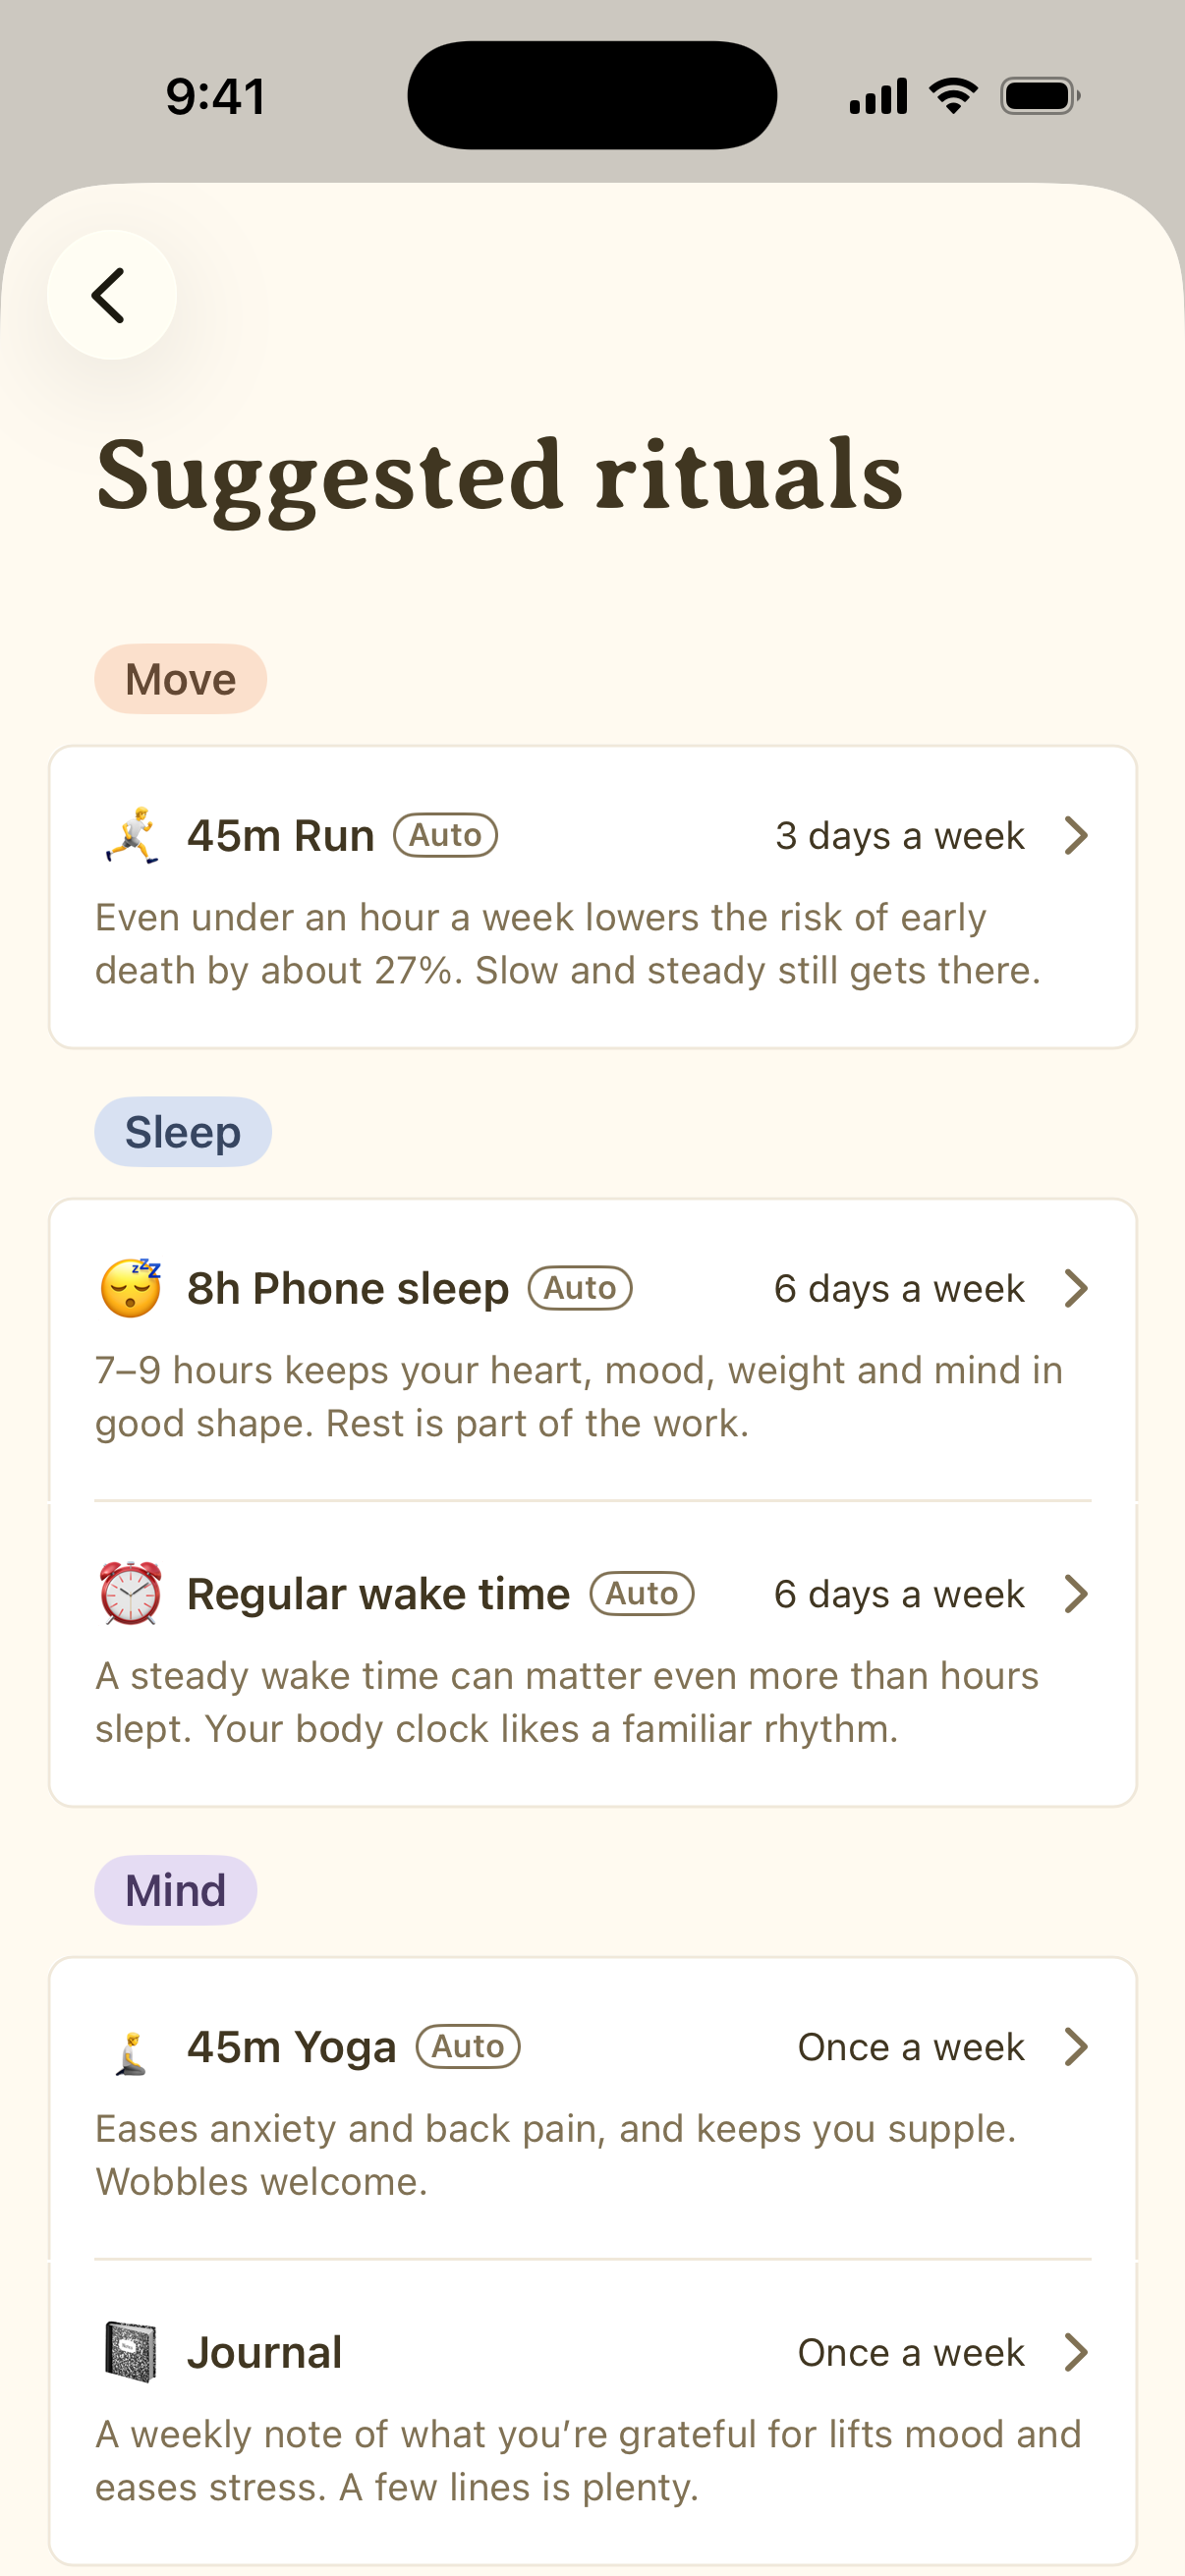 9:41
Suggested rituals
Move
45m Run Auto 3 days a week
Even under an hour a week lowers the risk of early
death by about 27%. Slow and steady still gets there.
Sleep
8h Phone sleep Auto 6 days a week
7–9 hours keeps your heart, mood, weight and mind in
good shape. Rest is part of the work.
Regular wake time Auto 6 days a week
A steady wake time can matter even more than hours
slept. Your body clock likes a familiar rhythm.
Mind
45m Yoga Auto Once a week
Eases anxiety and back pain, and keeps you supple.
Wobbles welcome.
Journal Once a week
A weekly note of what you’re grateful for lifts mood and
eases stress. A few lines is plenty.